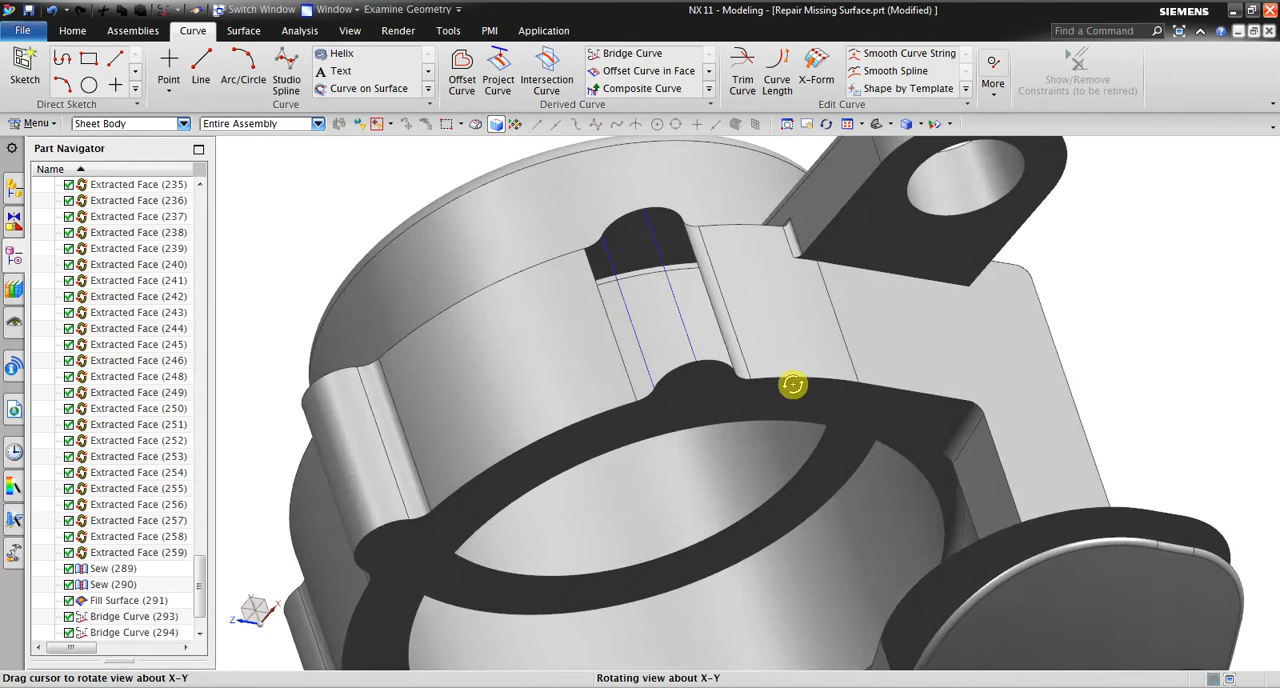 Switch Window Window Examine Geometry NX 11 - Modeling - [Repair Missing Surface.prt (Modified) ] SIEMENS
File Home Assemblies Curve Surface Analysis Render View Tools PMI Application Find a Command
Sketch Point Line Arc/Circle Studio Spline Helix Text Curve on Surface Offset Curve Project Curve Intersection Curve Bridge Curve Offset Curve in Face Composite Curve Trim Curve Curve Length X-Form Smooth Curve String Smooth Spline Shape by Template More Show/Remove Constraints (to be retired)
Direct Sketch Curve Derived Curve Edit Curve
Menu Sheet Body Entire Assembly
Part Navigator
Name
Extracted Face (235)
Extracted Face (236)
Extracted Face (237)
Extracted Face (238)
Extracted Face (239)
Extracted Face (240)
Extracted Face (241)
Extracted Face (242)
Extracted Face (243)
Extracted Face (244)
Extracted Face (245)
Extracted Face (246)
Extracted Face (248)
Extracted Face (249)
Extracted Face (250)
Extracted Face (251)
Extracted Face (252)
Extracted Face (253)
Extracted Face (254)
Extracted Face (255)
Extracted Face (256)
Extracted Face (257)
Extracted Face (258)
Extracted Face (259)
Sew (289)
Sew (290)
Fill Surface (291)
Bridge Curve (293)
Bridge Curve (294)
Z X
Drag cursor to rotate view about X-Y Rotating view about X-Y